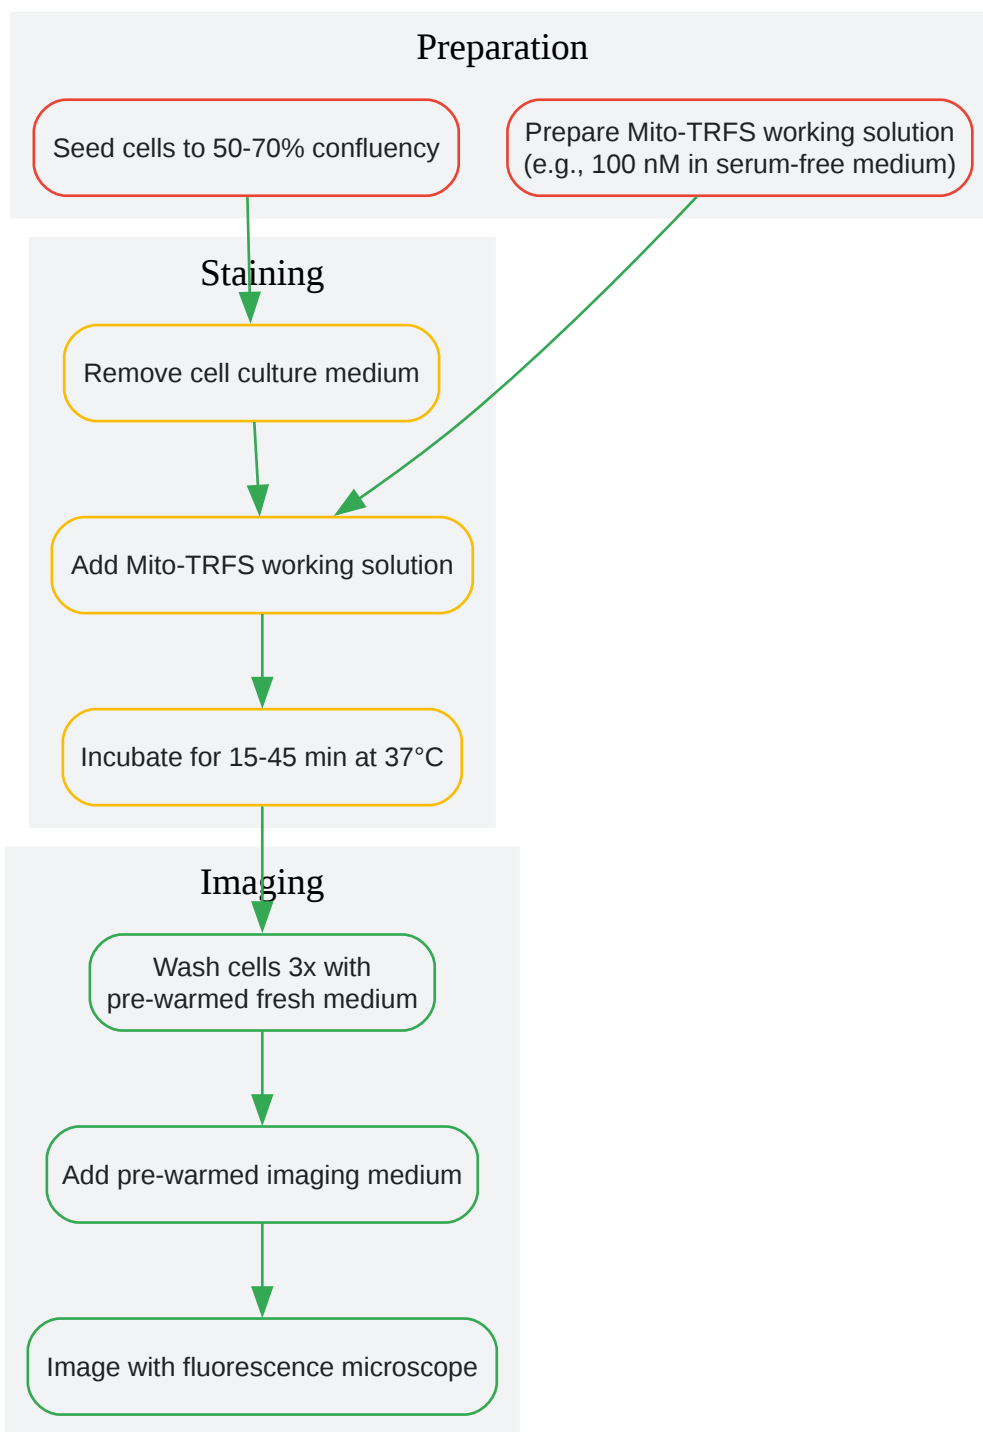 Preparation
Seed cells to 50-70% confluency
Prepare Mito-TRFS working solution
(e.g., 100 nM in serum-free medium)
Staining
Remove cell culture medium
Add Mito-TRFS working solution
Incubate for 15-45 min at 37°C
Imaging
Wash cells 3x with
pre-warmed fresh medium
Add pre-warmed imaging medium
Image with fluorescence microscope